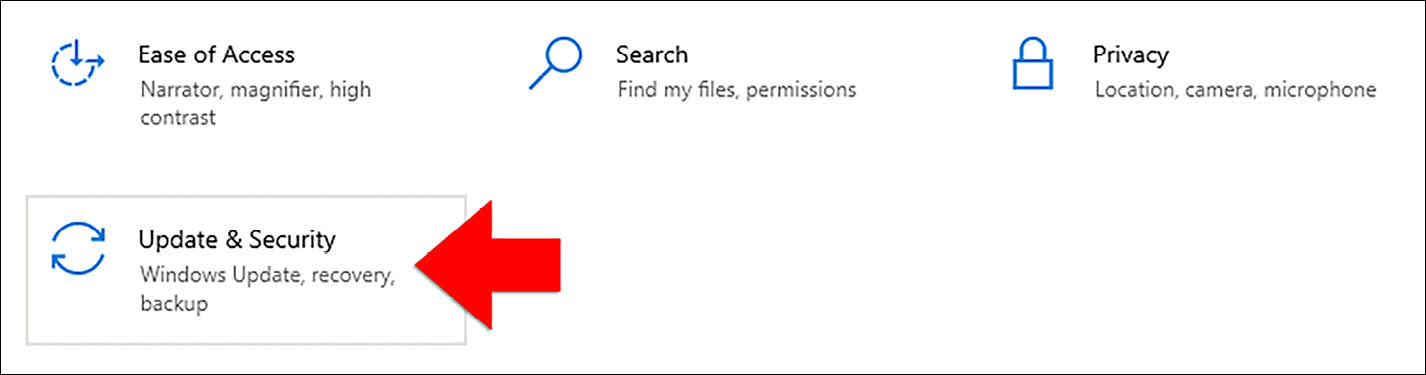 Ease of Access
Narrator, magnifier, high
contrast
Search
Find my files, permissions
Privacy
Location, camera, microphone
Update & Security
Windows Update, recovery,
backup